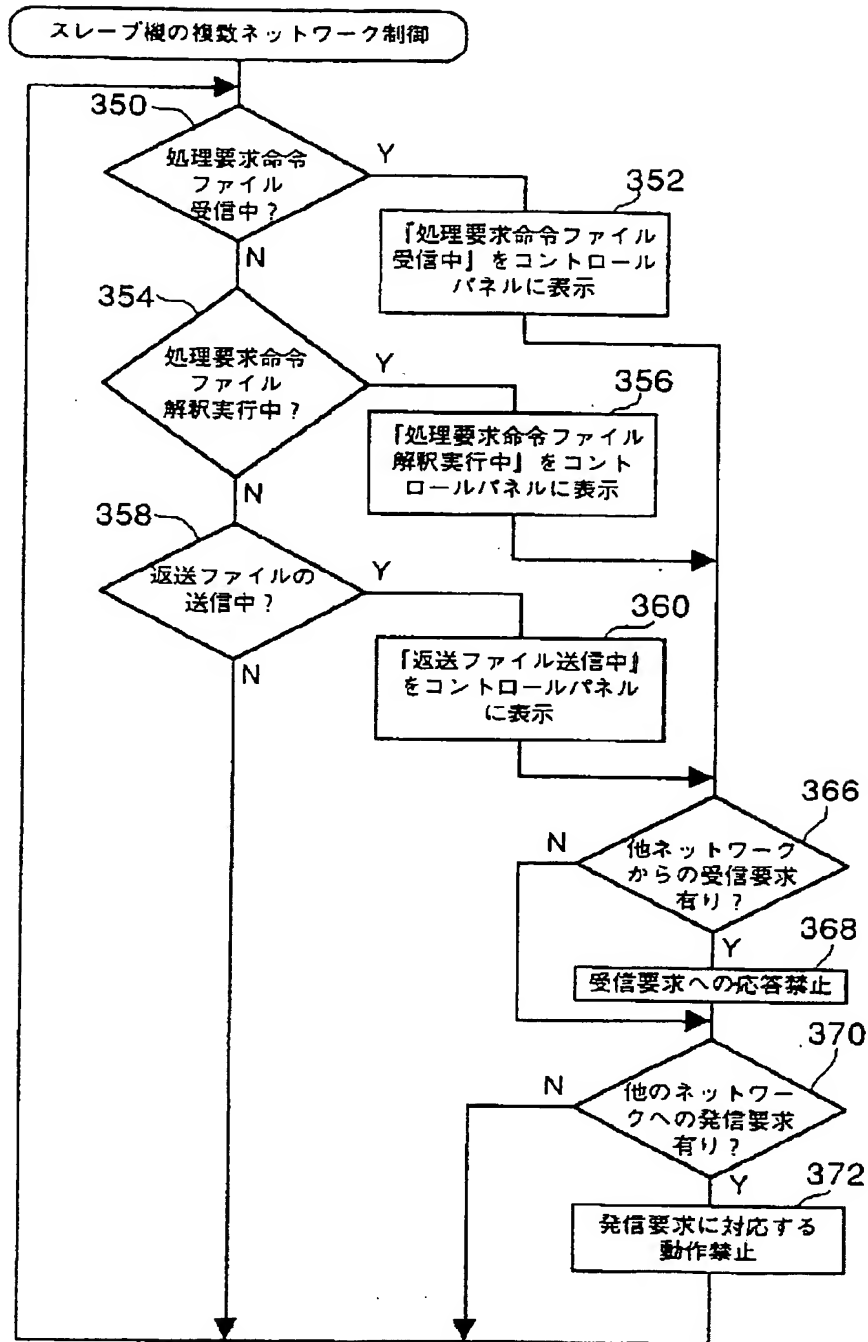 スレーブ機の複数ネットワーク制御
350
処理要求命令
ファイル
受信中?
Y
N
352
『処理要求命令ファイル
受信中』をコントロール
パネルに表示
354
処理要求命令
ファイル
解釈実行中?
Y
N
356
『処理要求命令ファイル
解釈実行中』をコント
ロールパネルに表示
358
返送ファイルの
送信中?
Y
N
360
『返送ファイル送信中』
をコントロールパネル
に表示
366
他ネットワーク
からの受信要求
有り?
N
Y
368
受信要求への応答禁止
370
他のネットワー
クへの発信要求
有り?
N
Y
372
発信要求に対応する
動作禁止